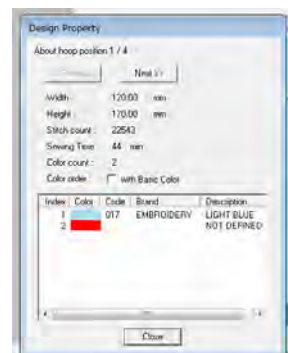 Design Property
About hoop position 1 / 4
Next >>
Width : 120.00 mm
Height : 170.00 mm
Stitch count : 22543
Sewing Time 44 min
Color count : 2
Color order : with Basic Color
Index Color Code Brand Description
1 017 EMBROIDERY LIGHT BLUE
2 NOT DEFINED
Close